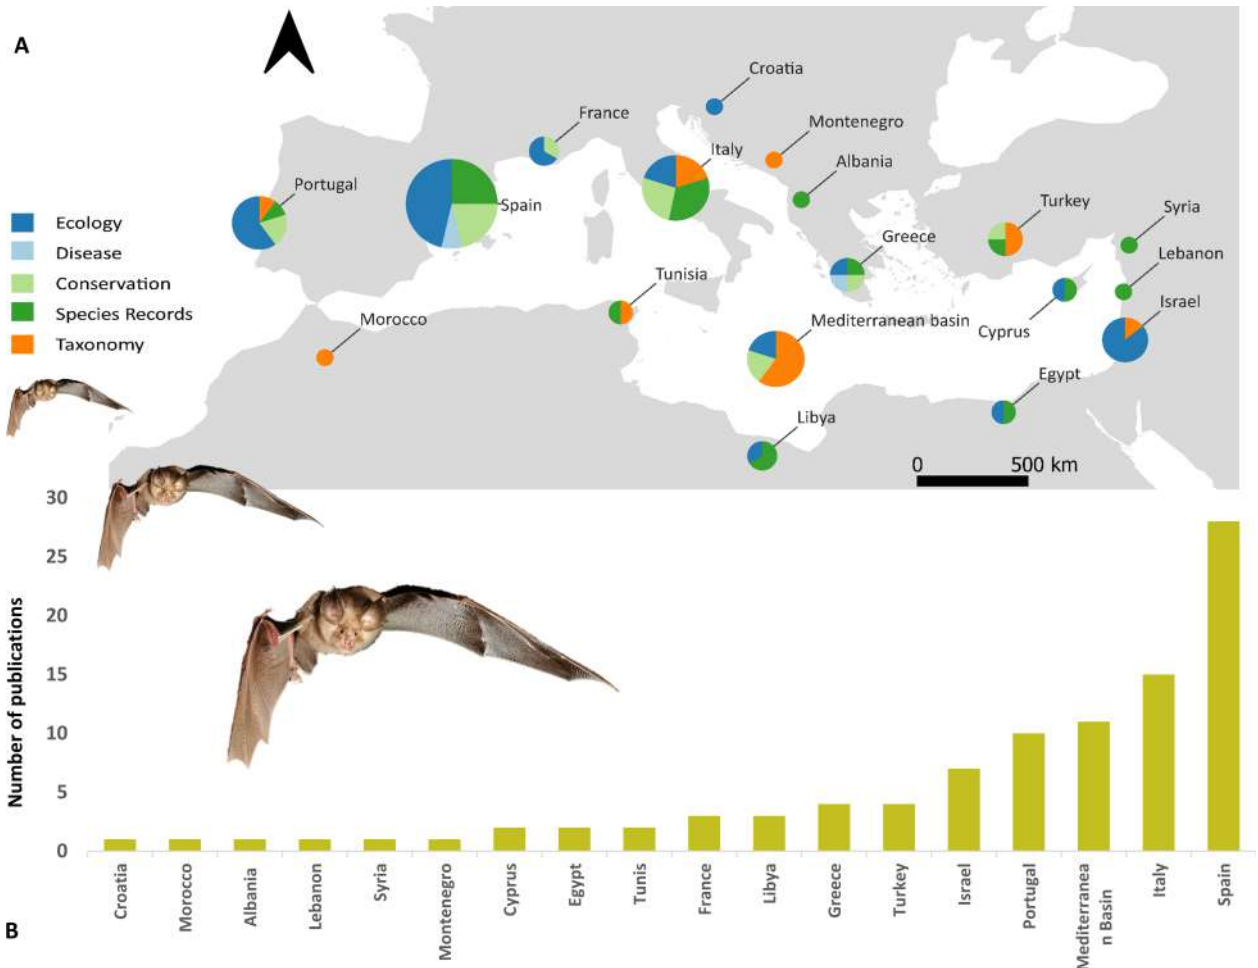 A
Croatia
France
Montenegro
Italy
Albania
Portugal
Turkey
Syria
Spain
Ecology
Greece
Lebanon
Disease
Tunisia
Conservation
Israel
Species Records
Morocco
Mediterranean basin
Cyprus
Taxonomy
Egypt
Libya
0 500 km
Number of publications
30
25
20
15
10
5
0
Croatia
Morocco
Albania
Lebanon
Syria
Montenegro
Cyprus
Egypt
Tunis
France
Libya
Greece
Turkey
Israel
Portugal
Mediterranea
n Basin
Italy
Spain
B